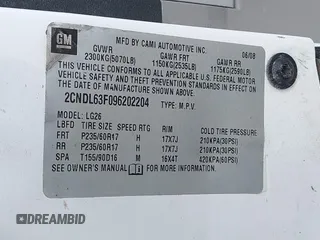 GM
MFD. BY CAMI AUTOMOTIVE INC.
06/08
GVWR GAWR FRT GAWR RR
2300KG(5070LB) 1150KG(2535LB) 1175KG(2590LB)
THIS VEHICLE CONFORMS TO ALL APPLICABLE U.S. FEDERAL
MOTOR VEHICLE SAFETY, BUMPER, AND THEFT PREVENTION
STANDARDS IN EFFECT ON THE DATE OF MANUFACTURE SHOWN
ABOVE.
2CNDL63F096202204 TYPE: M.P.V
MODEL: LG26
LBFD TIRE SIZE SPEED RTG RIM COLD TIRE PRESSURE
FRT P235/60R17 H 17X7J 210KPA(30PSI)
RR P235/60R17 H 17X7J 210KPA(30PSI)
SPA T155/90D16 M 16X4T 420KPA(60PSI)
SEE OWNER'S MANUAL FOR ADDITIONAL INFORMATION.
DREAMBID